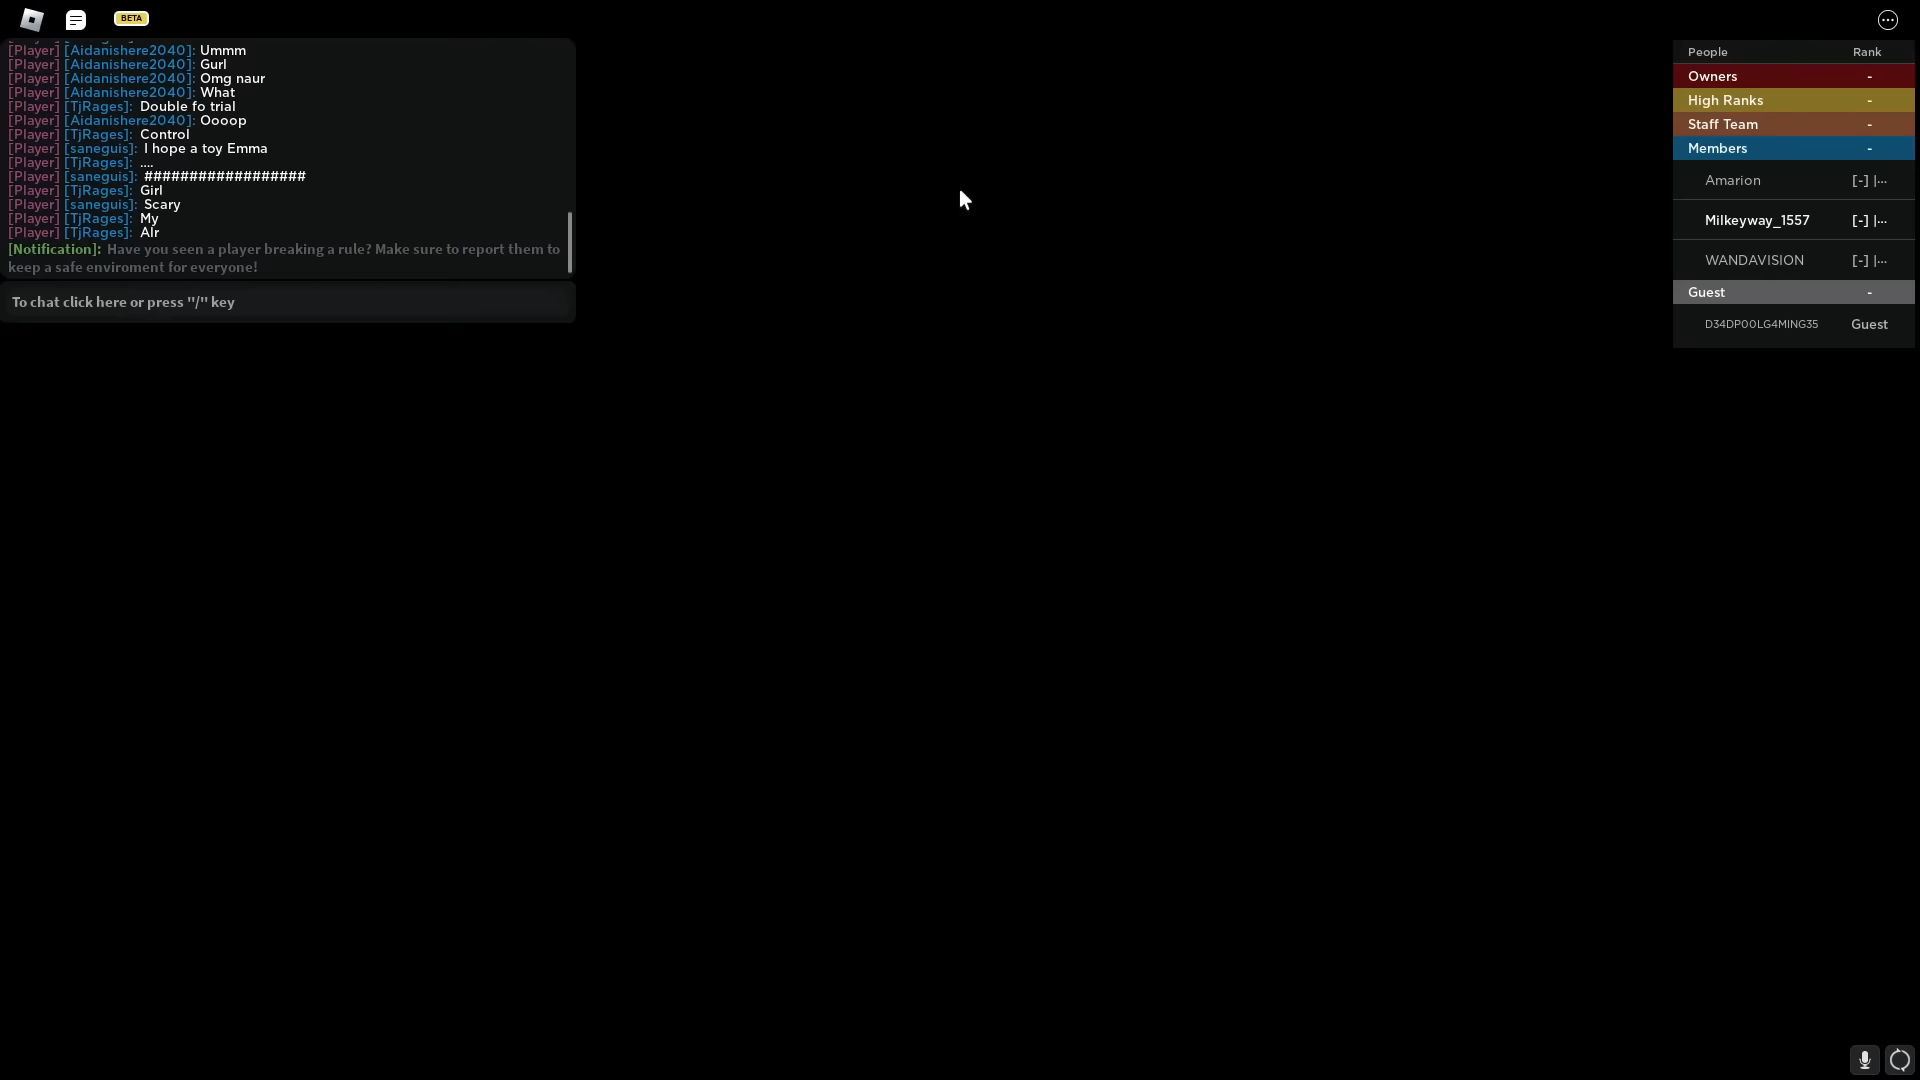 BETA
[Player] [Aidanishere2040]: Ummm
[Player] [Aidanishere2040]: Gurl
[Player] [Aidanishere2040]: Omg naur
[Player] [Aidanishere2040]: What
[Player] [TjRages]: Double fo trial
[Player] [Aidanishere2040]: Oooop
[Player] [TjRages]: Control
[Player] [saneguis]: I hope a toy Emma
[Player] [TjRages]: ....
[Player] [saneguis]: ##################
[Player] [TjRages]: Girl
[Player] [saneguis]: Scary
[Player] [TjRages]: My
[Player] [TjRages]: Alr
[Notification]: Have you seen a player breaking a rule? Make sure to report them to
keep a safe enviroment for everyone!
To chat click here or press "/" key
People Rank
Owners -
High Ranks -
Staff Team -
Members -
Amarion [-] |...
Milkeyway_1557 [-] |...
WANDAVISION [-] |...
Guest -
D34DP00LG4MING35 Guest